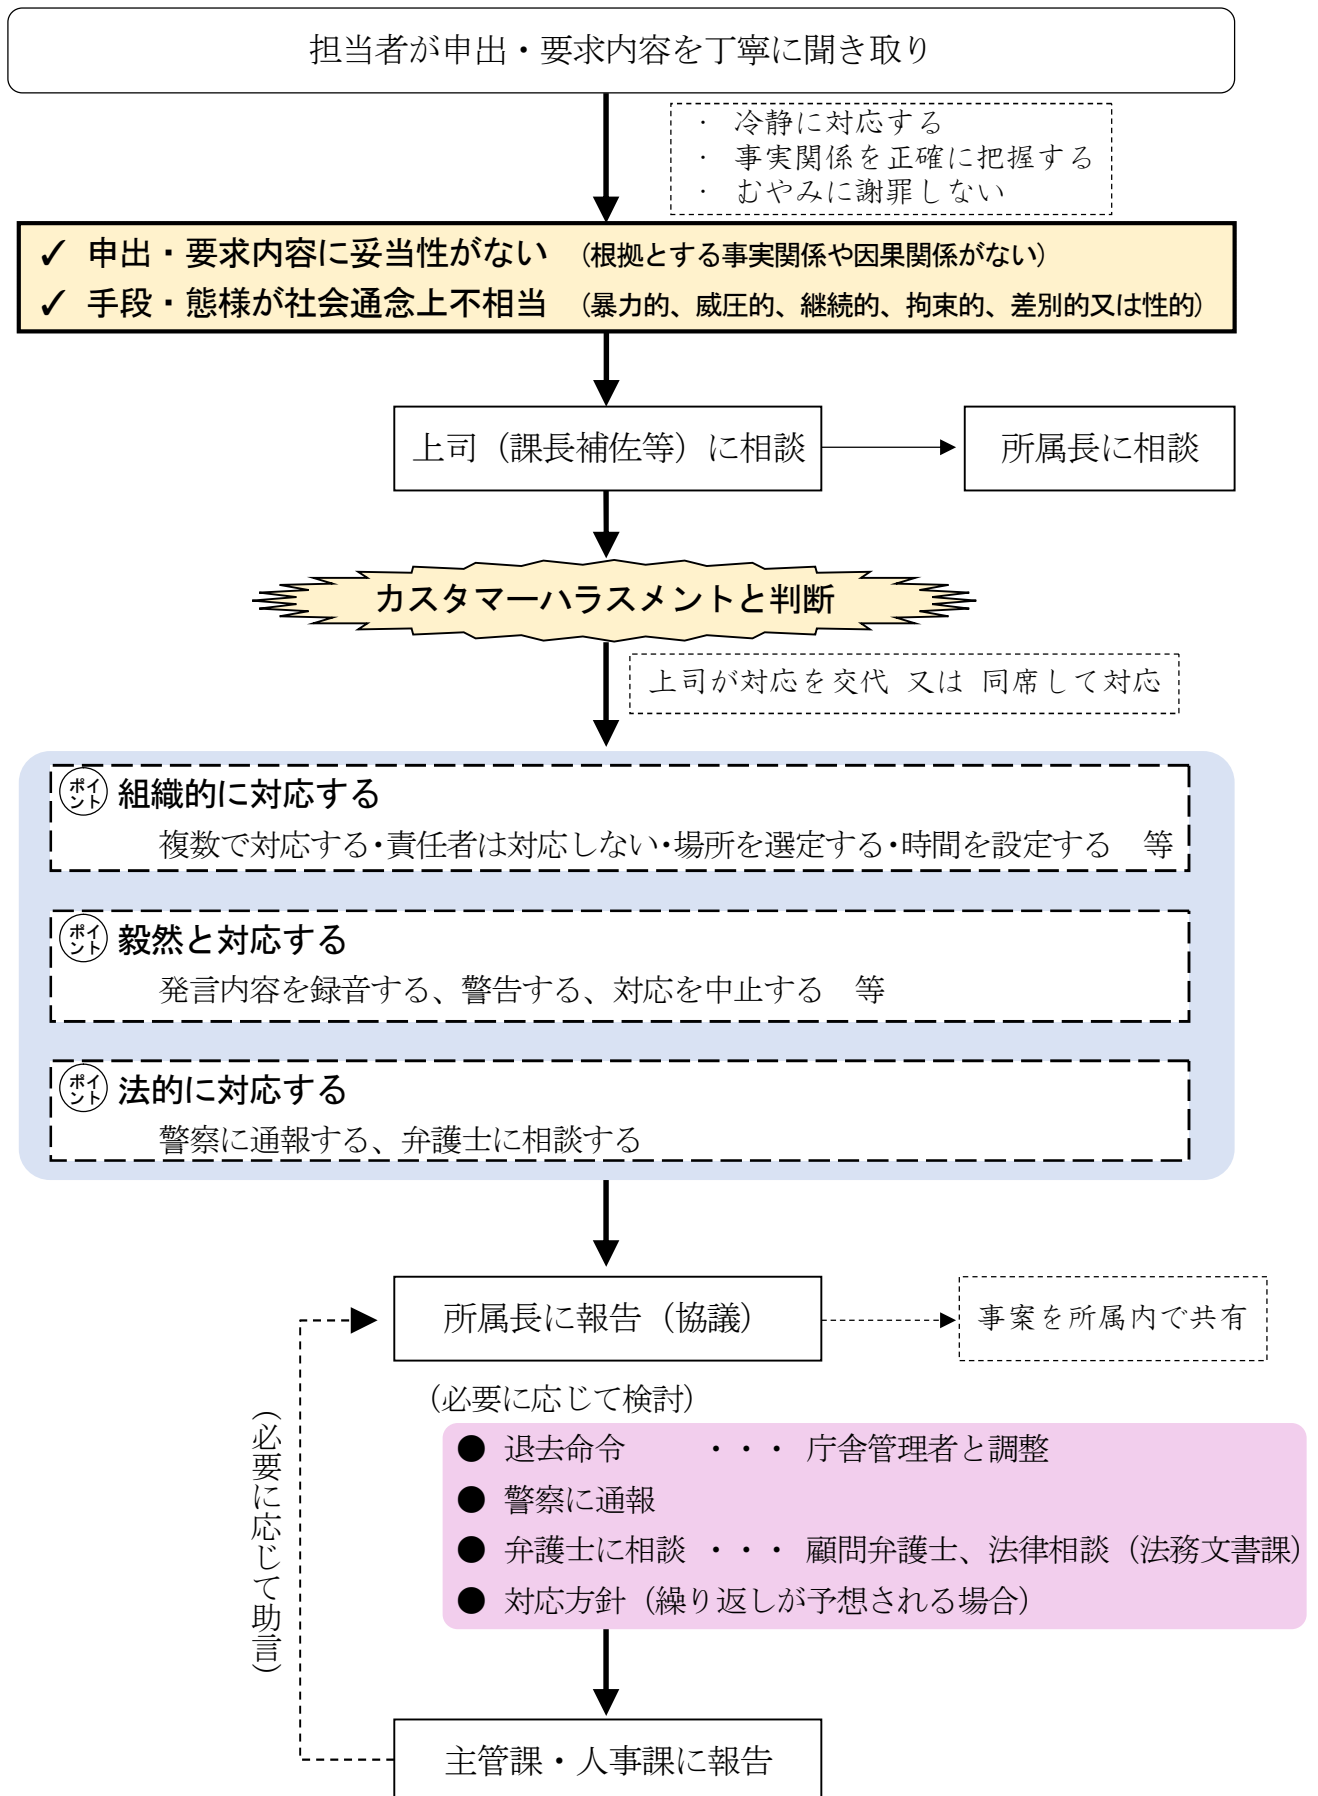 担当者が申出・要求内容を丁寧に聞き取り
・ 冷静に対応する
・ 事実関係を正確に把握する
・ むやみに謝罪しない
✓ 申出・要求内容に妥当性がない （根拠とする事実関係や因果関係がない）
✓ 手段・態様が社会通念上不相当 （暴力的、威圧的、継続的、拘束的、差別的又は性的）
上司（課長補佐等）に相談
所属長に相談
カスタマーハラスメントと判断
上司が対応を交代 又は 同席して対応
ポイント 組織的に対応する
複数で対応する・責任者は対応しない・場所を選定する・時間を設定する 等
ポイント 毅然と対応する
発言内容を録音する、警告する、対応を中止する 等
ポイント 法的に対応する
警察に通報する、弁護士に相談する
所属長に報告（協議）
事案を所属内で共有
（必要に応じて検討）
● 退去命令 ・・・ 庁舎管理者と調整
● 警察に通報
● 弁護士に相談 ・・・ 顧問弁護士、法律相談（法務文書課）
● 対応方針（繰り返しが予想される場合）
（必要に応じて助言）
主管課・人事課に報告